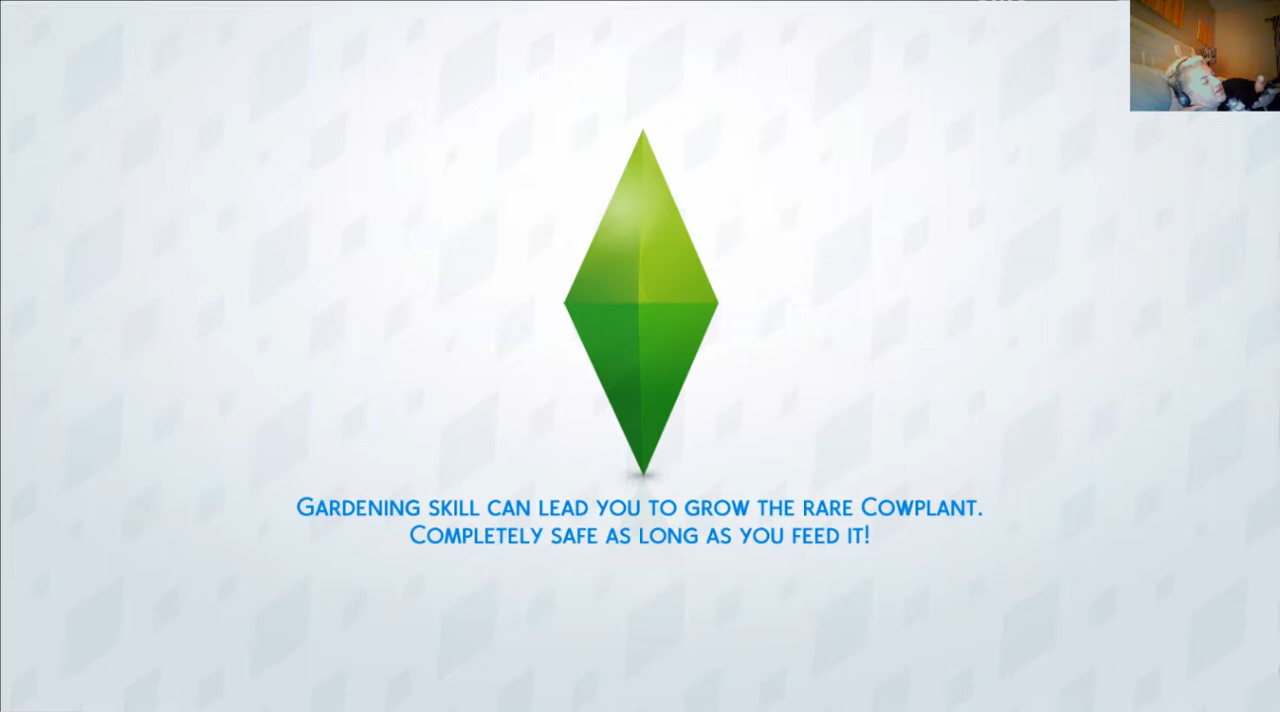 Gardening skill can lead you to grow the rare Cowplant.
Completely safe as long as you feed it!